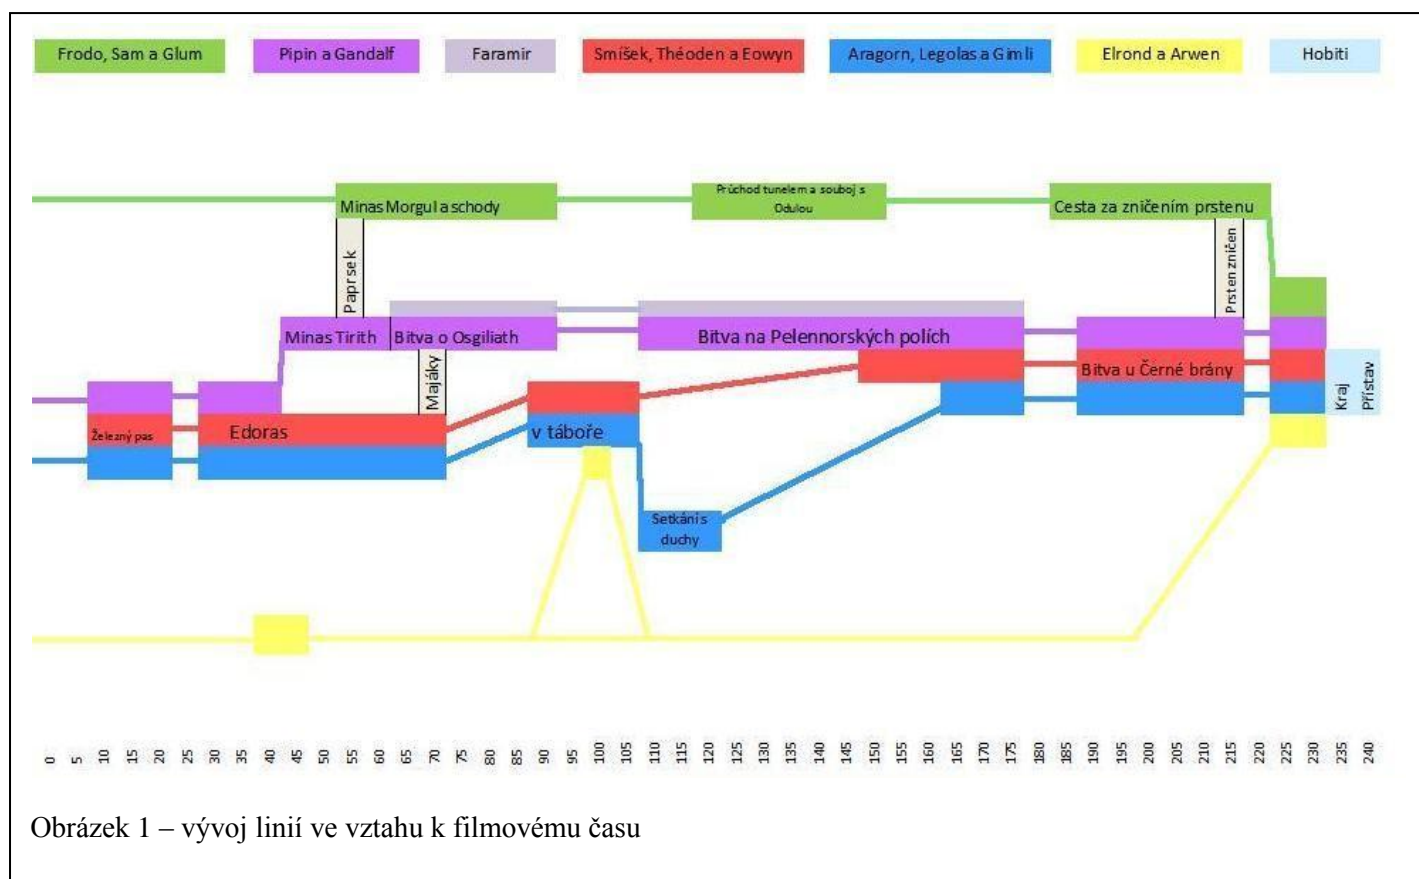 Frodo, Sam a Glum
Pipin a Gandalf
Faramir
Smíšek, Théoden a Eowyn
Aragorn, Legolas a Gimli
Elrond a Arwen
Hobiti
Minas Morgul a schody
Průchod tunelem a souboj s
Odulou
Cesta za zničením prstenu
Paprsek
Prsten zničen
Minas Tirith
Bitva o Osgiliath
Bitva na Pelennorských polích
Majáky
Bitva u Černé brány
Kraj
Přístav
Železný pas
Edoras
v táboře
Setkání s
duchy
0 5 10 15 20 25 30 35 40 45 50 55 60 65 70 75 80 85 90 95 100 105 110 115 120 125 130 135 140 145 150 155 160 165 170 175 180 185 190 195 200 205 210 215 220 225 230 235 240
Obrázek 1 – vývoj linií ve vztahu k filmovému času